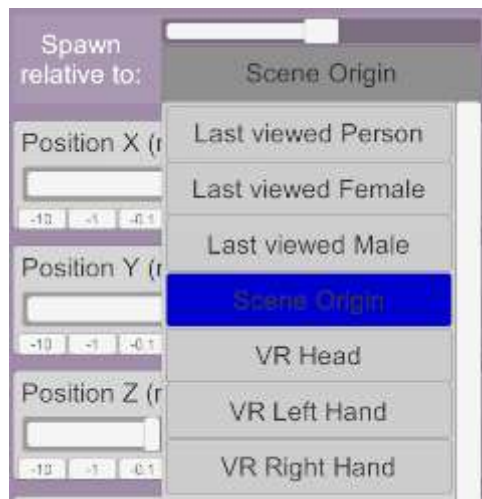 Spawn
relative to:
Scene Origin
Last viewed Person
Last viewed Female
Last viewed Male
Scene Origin
VR Head
VR Left Hand
VR Right Hand
Position X (
-10 -1 -0.1
Position Y (
-10 -1 -0.1
Position Z (
-10 -1 -0.1